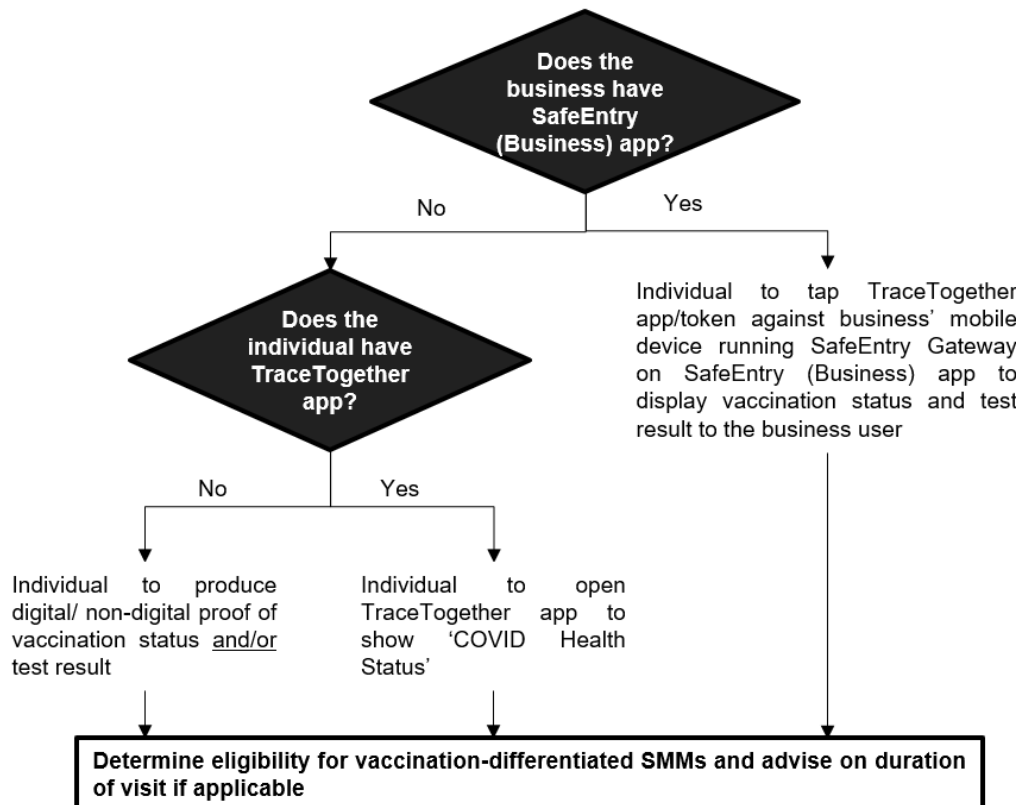 Does the
business have
SafeEntry
(Business) app?
No
Yes
Does the
individual have
TraceTogether
app?
Individual to tap TraceTogether
app/token against business’ mobile
device running SafeEntry Gateway
on SafeEntry (Business) app to
display vaccination status and test
result to the business user
No
Yes
Individual to produce
digital/ non-digital proof of
vaccination status and/or
test result
Individual to open
TraceTogether app to
show ‘COVID Health
Status’
Determine eligibility for vaccination-differentiated SMMs and advise on duration
of visit if applicable